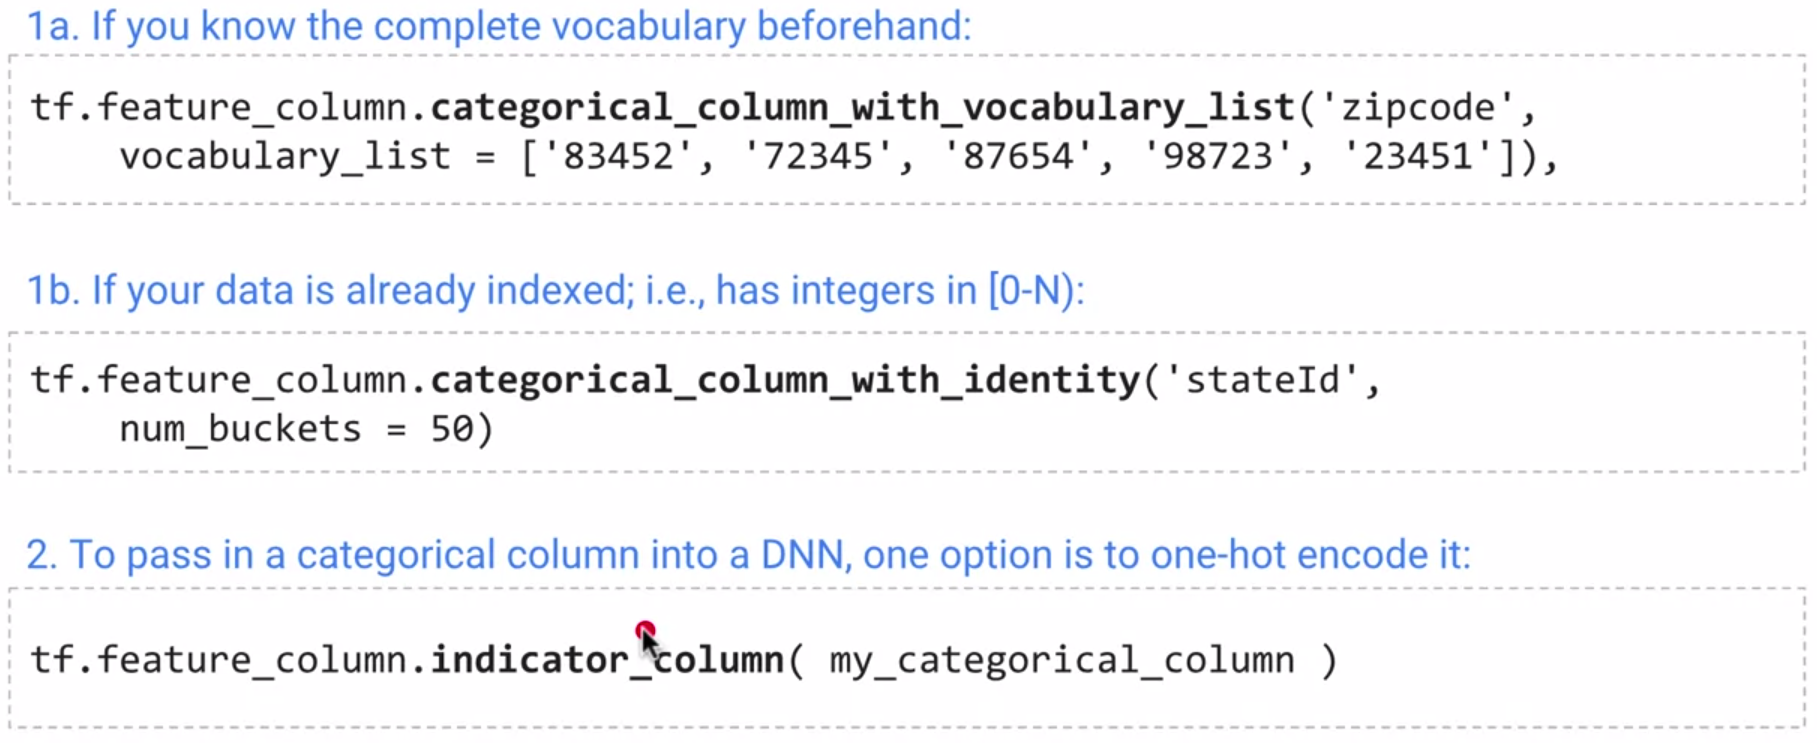 1a. If you know the complete vocabulary beforehand:
tf.feature_column.categorical_column_with_vocabulary_list('zipcode',
vocabulary_list = ['83452', '72345', '87654', '98723', '23451']),
1b. If your data is already indexed; i.e., has integers in [0-N):
tf.feature_column.categorical_column_with_identity('stateId',
num_buckets = 50)
2. To pass in a categorical column into a DNN, one option is to one-hot encode it:
tf.feature_column.indicator_column( my_categorical_column )